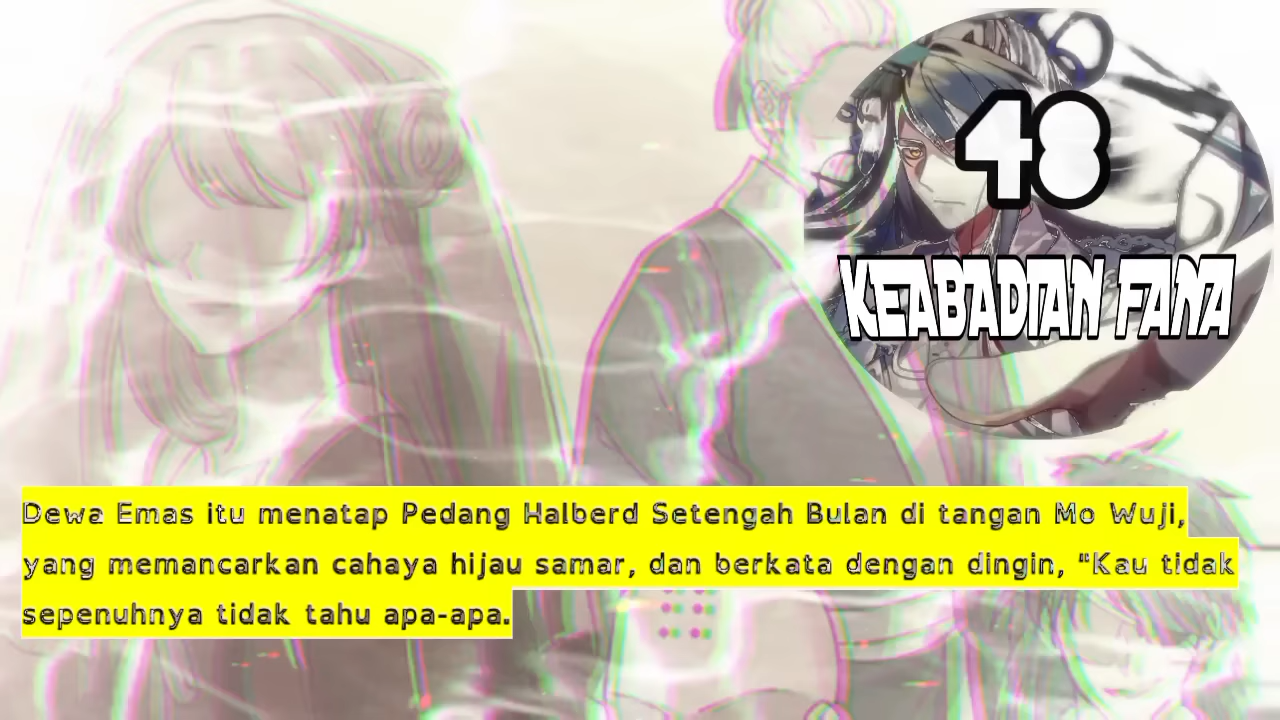 48
KEABADIAN FANA
Dewa Emas itu menatap Pedang Halberd Setengah Bulan di tangan Mo Wuji,
yang memancarkan cahaya hijau samar, dan berkata dengan dingin, "Kau tidak
sepenuhnya tidak tahu apa-apa.